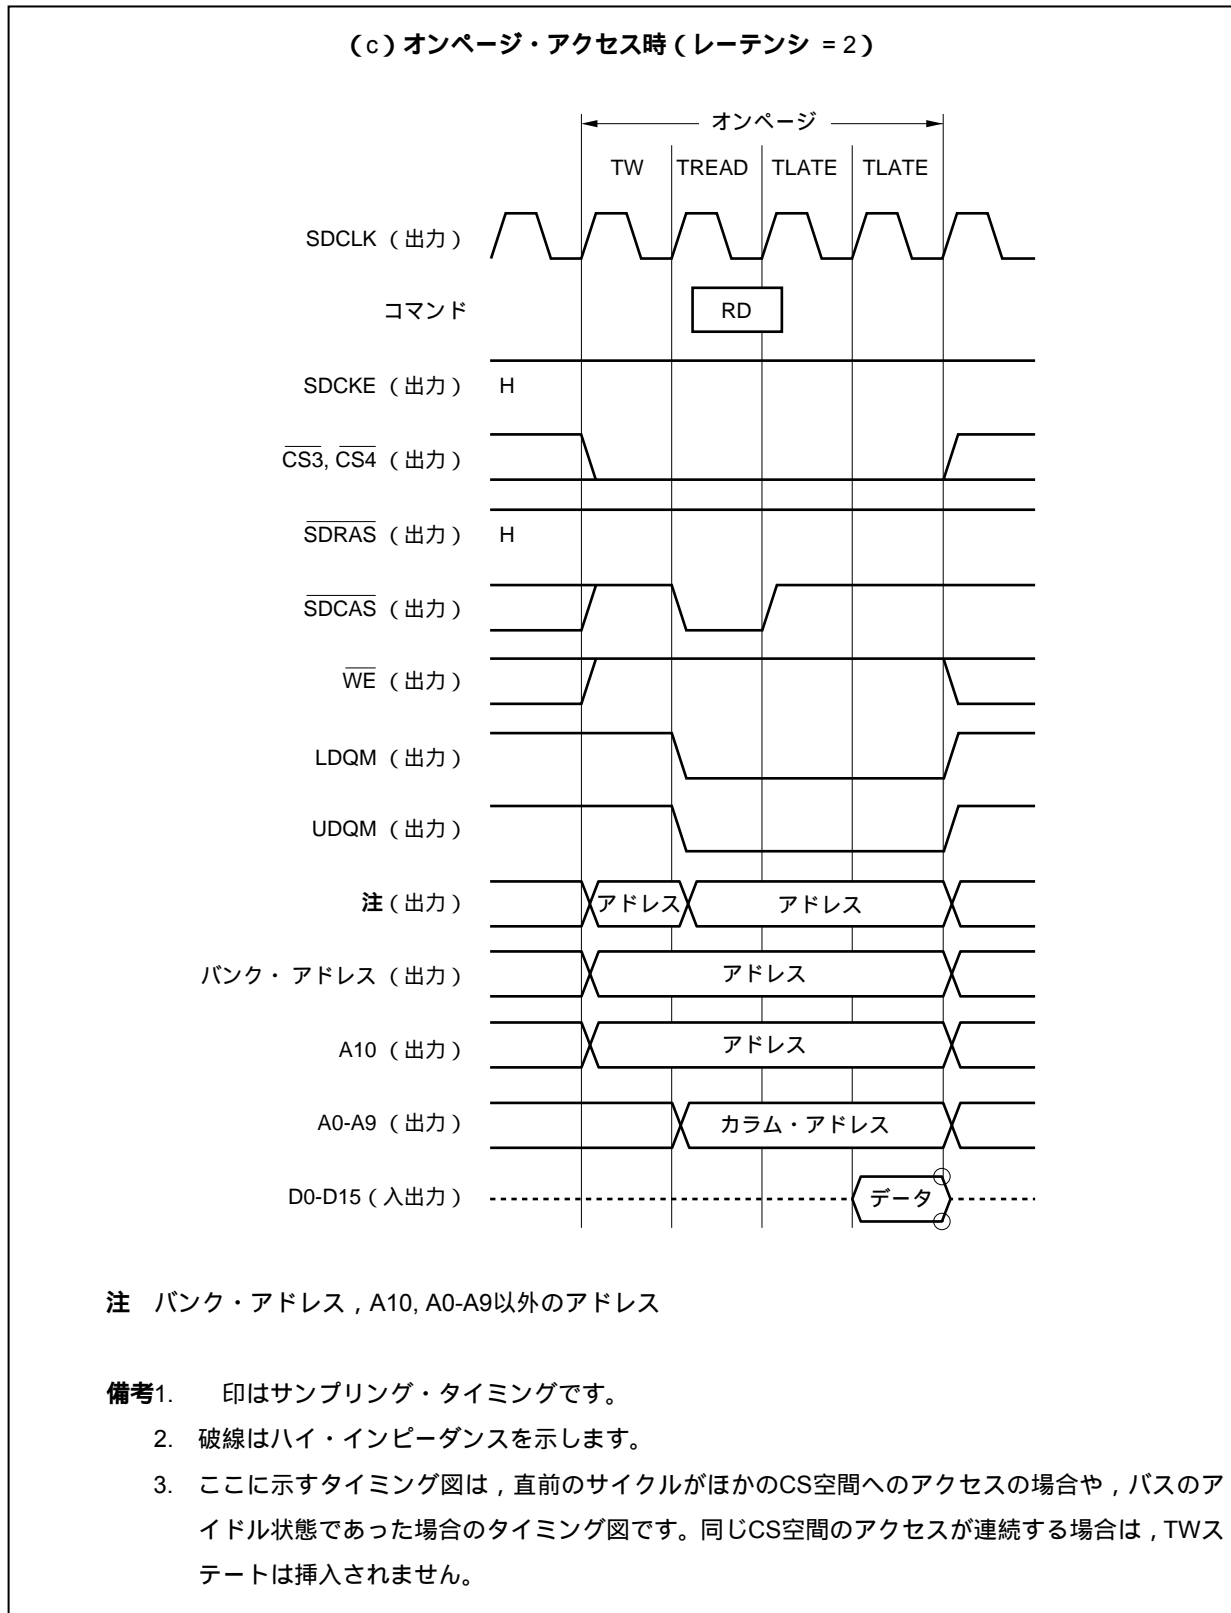 （c）オンページ・アクセス時（レーテンシ = 2）
オンページ
TW TREAD TLATE TLATE
SDCLK（出力）
コマンド RD
SDCKE（出力） H
CS3, CS4（出力）
SDRAS（出力） H
SDCAS（出力）
WE（出力）
LDQM（出力）
UDQM（出力）
注（出力） アドレス アドレス
バンク・ アドレス（出力） アドレス
A10（出力） アドレス
A0-A9（出力） カラム・アドレス
D0-D15（入出力） データ
注 バンク・アドレス，A10, A0-A9以外のアドレス
備考1. 印はサンプリング・タイミングです。
2. 破線はハイ・インピーダンスを示します。
3. ここに示すタイミング図は，直前のサイクルがほかのCS空間へのアクセスの場合や，バスのア
イドル状態であった場合のタイミング図です。同じCS空間のアクセスが連続する場合は，TWス
テートは挿入されません。